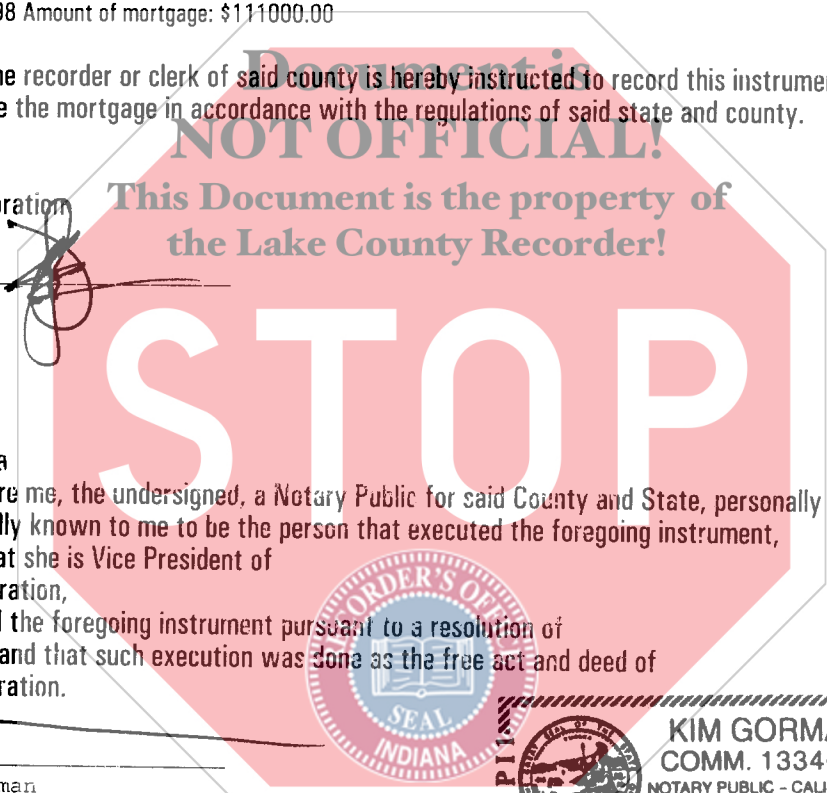 98 Amount of mortgage: $111000.00
Document is
he recorder or clerk of said county is hereby instructed to record this instrumen
e the mortgage in accordance with the regulations of said state and county.
NOT OFFICIAL!
This Document is the property of
oration
the Lake County Recorder!
STOP
a
re me, the undersigned, a Notary Public for said County and State, personally
lly known to me to be the person that executed the foregoing instrument,
at she is Vice President of
ration,
d the foregoing instrument pursuant to a resolution of
and that such execution was done as the free act and deed of
ration.
RECORDER'S OFFICE
SEAL
INDIANA
KIM GORMA
COMM. 1334
NOTARY PUBLIC - CALI
man